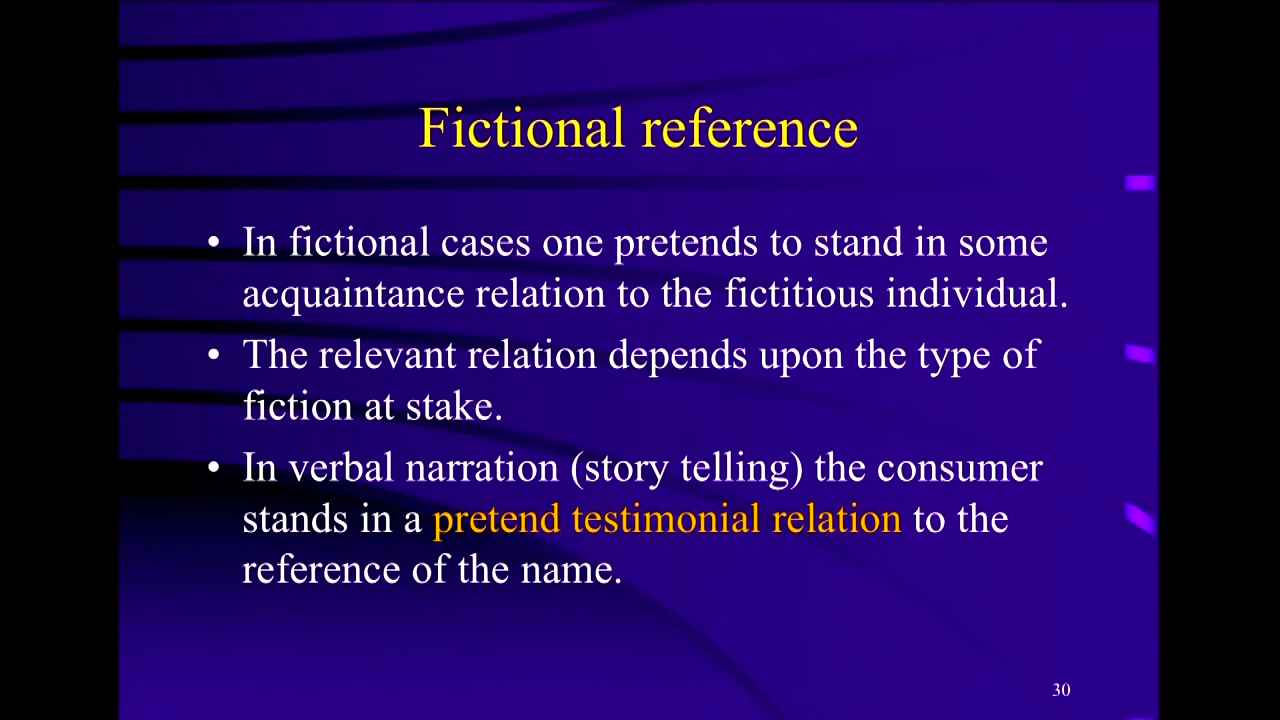 Fictional reference
• In fictional cases one pretends to stand in some
acquaintance relation to the fictitious individual.
• The relevant relation depends upon the type of
fiction at stake.
• In verbal narration (story telling) the consumer
stands in a pretend testimonial relation to the
reference of the name.
30